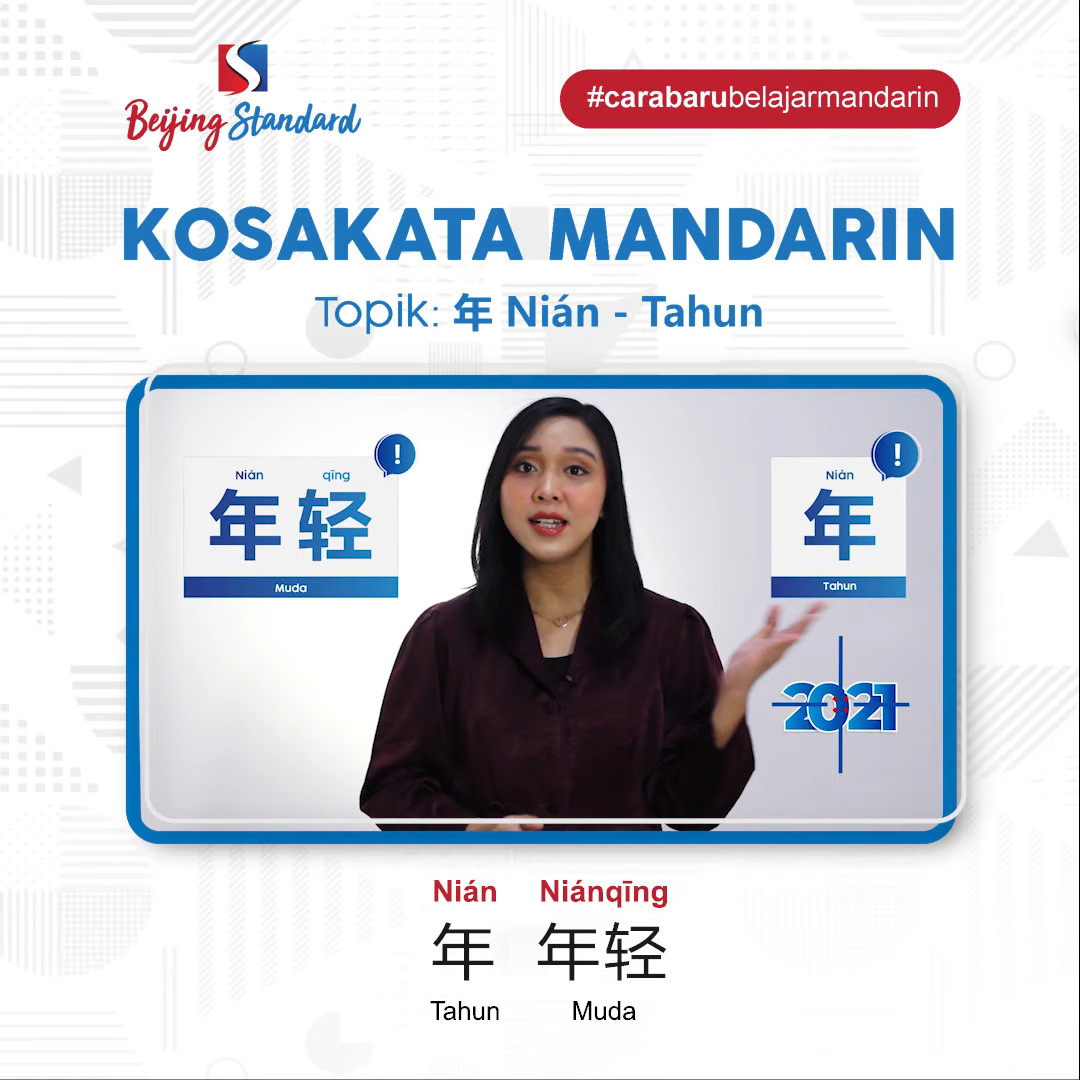 Beijing Standard
#carabarubelajarmandarin
KOSAKATA MANDARIN
Topik: 年 Nián - Tahun
Nián qīng
年轻
Muda
!
Nián
年
Tahun
!
2021
Nián Niánqīng
年 年轻
Tahun Muda